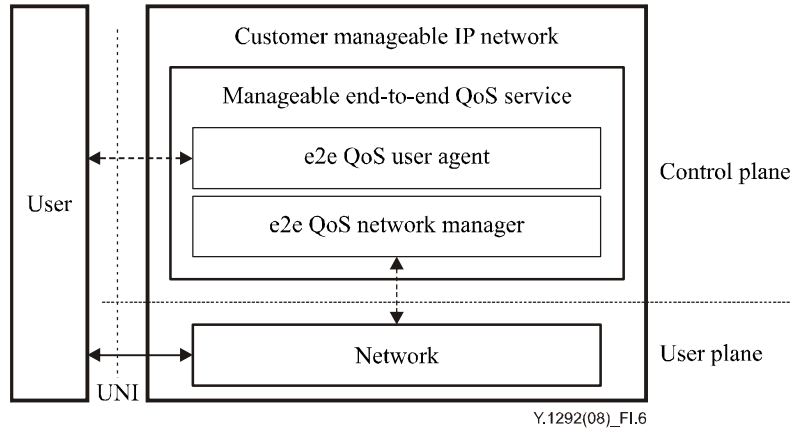 Customer manageable IP network
Manageable end-to-end QoS service
e2e QoS user agent
Control plane
User
e2e QoS network manager
Network
User plane
UNI
Y.1292(08)_FI.6